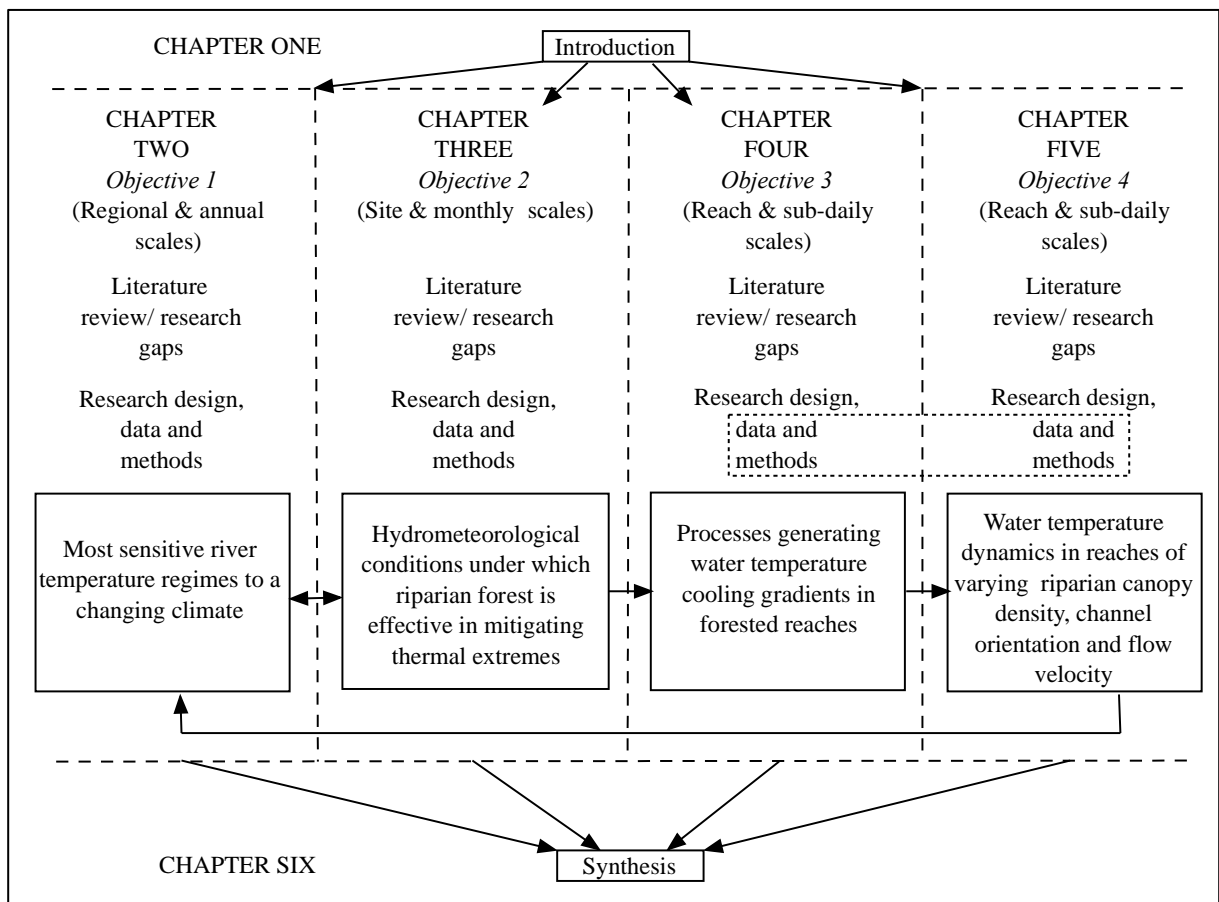 CHAPTER ONE
Introduction
CHAPTER
TWO
Objective 1
(Regional & annual
scales)
Literature
review/ research
gaps
Research design,
data and
methods
Most sensitive river
temperature regimes to a
changing climate
CHAPTER
THREE
Objective 2
(Site & monthly scales)
Literature
review/ research
gaps
Research design,
data and
methods
Hydrometeorological
conditions under which
riparian forest is
effective in mitigating
thermal extremes
CHAPTER
FOUR
Objective 3
(Reach & sub-daily
scales)
Literature
review/ research
gaps
Research design,
data and
methods
Processes generating
water temperature
cooling gradients in
forested reaches
CHAPTER
FIVE
Objective 4
(Reach & sub-daily
scales)
Literature
review/ research
gaps
Research design,
data and
methods
Water temperature
dynamics in reaches of
varying riparian canopy
density, channel
orientation and flow
velocity
CHAPTER SIX
Synthesis